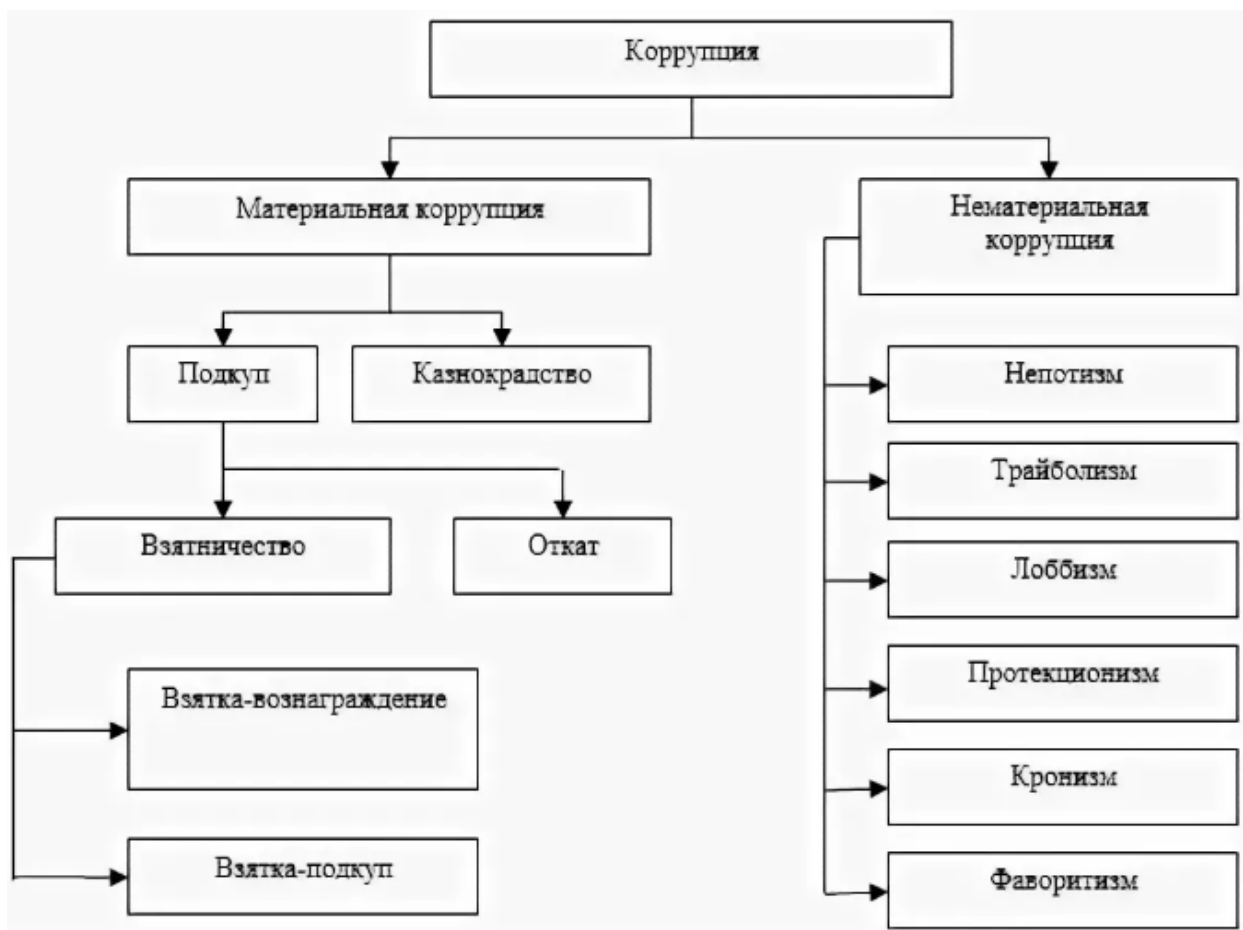 Коррупция
Материальная коррупция
Нематериальная
коррупция
Подкуп
Казнокрадство
Непотизм
Трайболизм
Взятничество
Откат
Лоббизм
Взятка-вознаграждение
Протекционизм
Кронизм
Взятка-подкуп
Фаворитизм